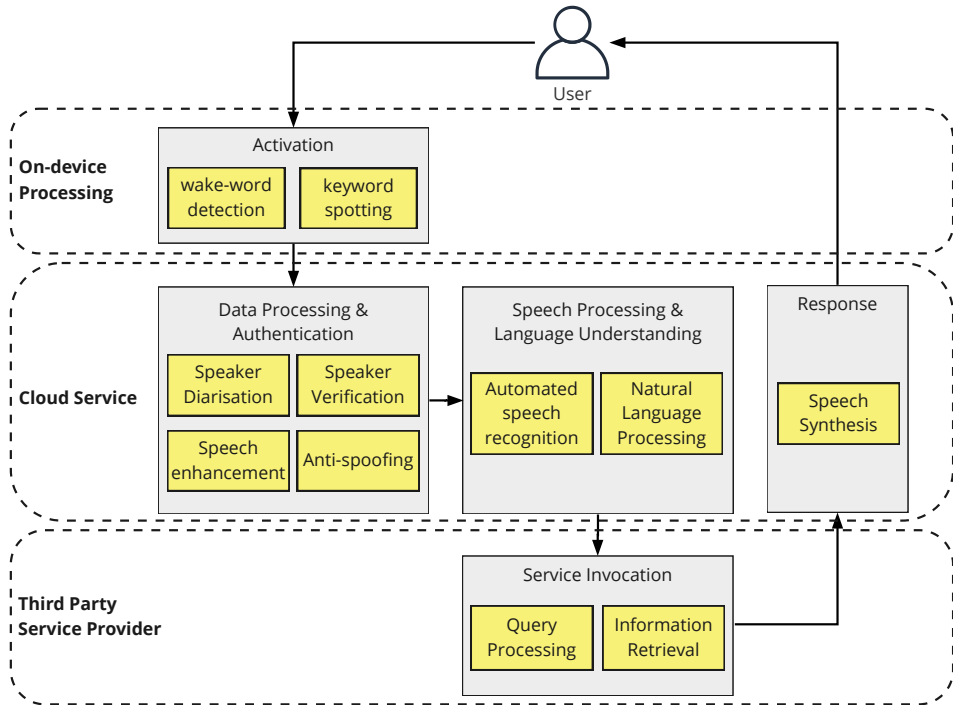 User
On-device
Processing
Activation
wake-word
detection
keyword
spotting
Cloud Service
Data Processing &
Authentication
Speaker
Diarisation
Speaker
Verification
Speech
enhancement
Anti-spoofing
Speech Processing &
Language Understanding
Automated
speech
recognition
Natural
Language
Processing
Response
Speech
Synthesis
Third Party
Service Provider
Service Invocation
Query
Processing
Information
Retrieval